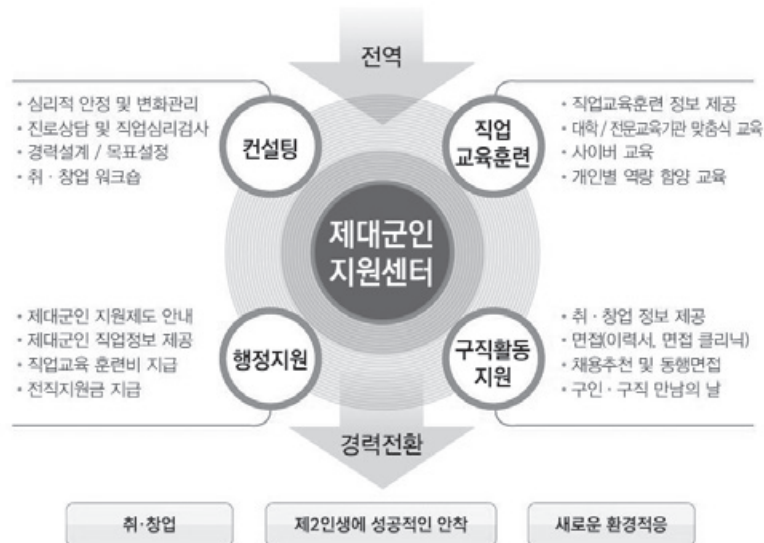 전역
컨설팅
• 심리적 안정 및 변화관리
• 진로상담 및 직업심리검사
• 경력설계 / 목표설정
• 취 · 창업 워크숍
직업
교육훈련
• 직업교육훈련 정보 제공
• 대학 / 전문교육기관 맞춤식 교육
• 사이버 교육
• 개인별 역량 함양 교육
제대군인
지원센터
행정지원
• 제대군인 지원제도 안내
• 제대군인 직업정보 제공
• 직업교육 훈련비 지급
• 전직지원금 지급
구직활동
지원
• 취 · 창업 정보 제공
• 면접(이력서, 면접 클리닉)
• 채용추천 및 동행면접
• 구인 · 구직 만남의 날
경력전환
취·창업
제2인생에 성공적인 안착
새로운 환경적응